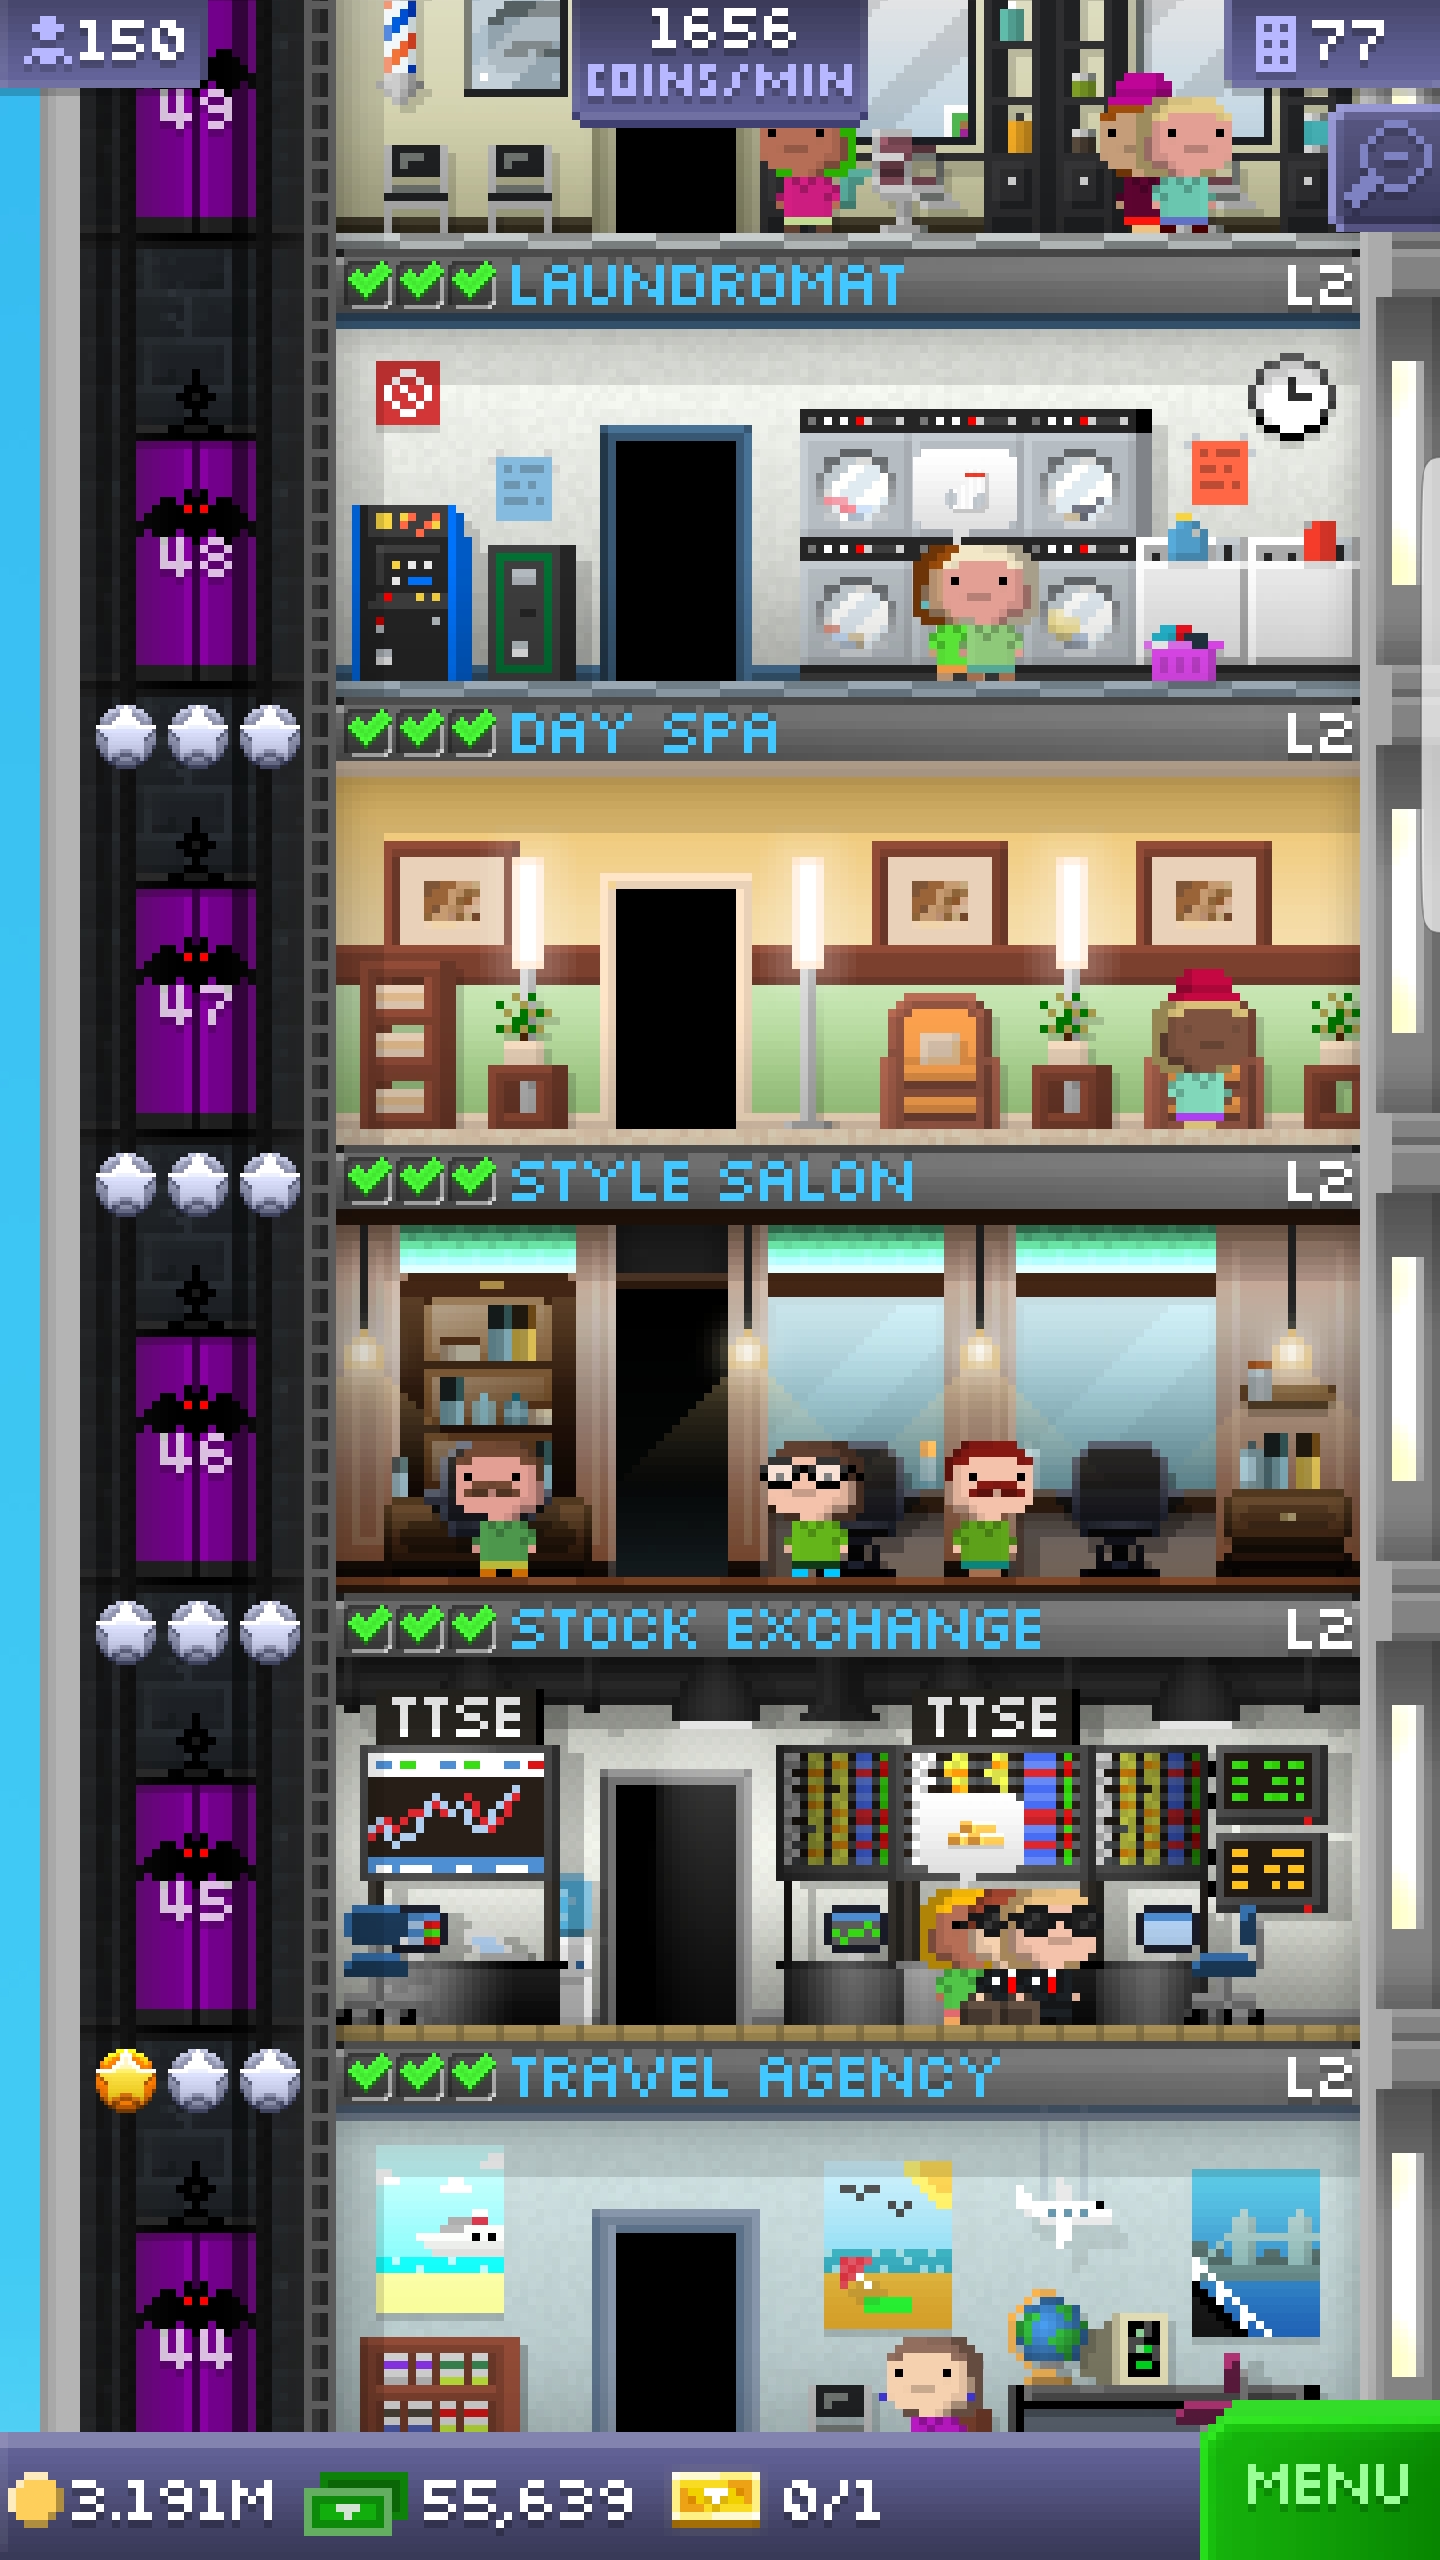 150
1656
COINS/MIN
77
49
LAUNDROMAT L2
48
DAY SPA L2
47
STYLE SALON L2
46
STOCK EXCHANGE L2
TTSE TTSE
45
TRAVEL AGENCY L2
44
3.191M 55,639 0/1
MENU